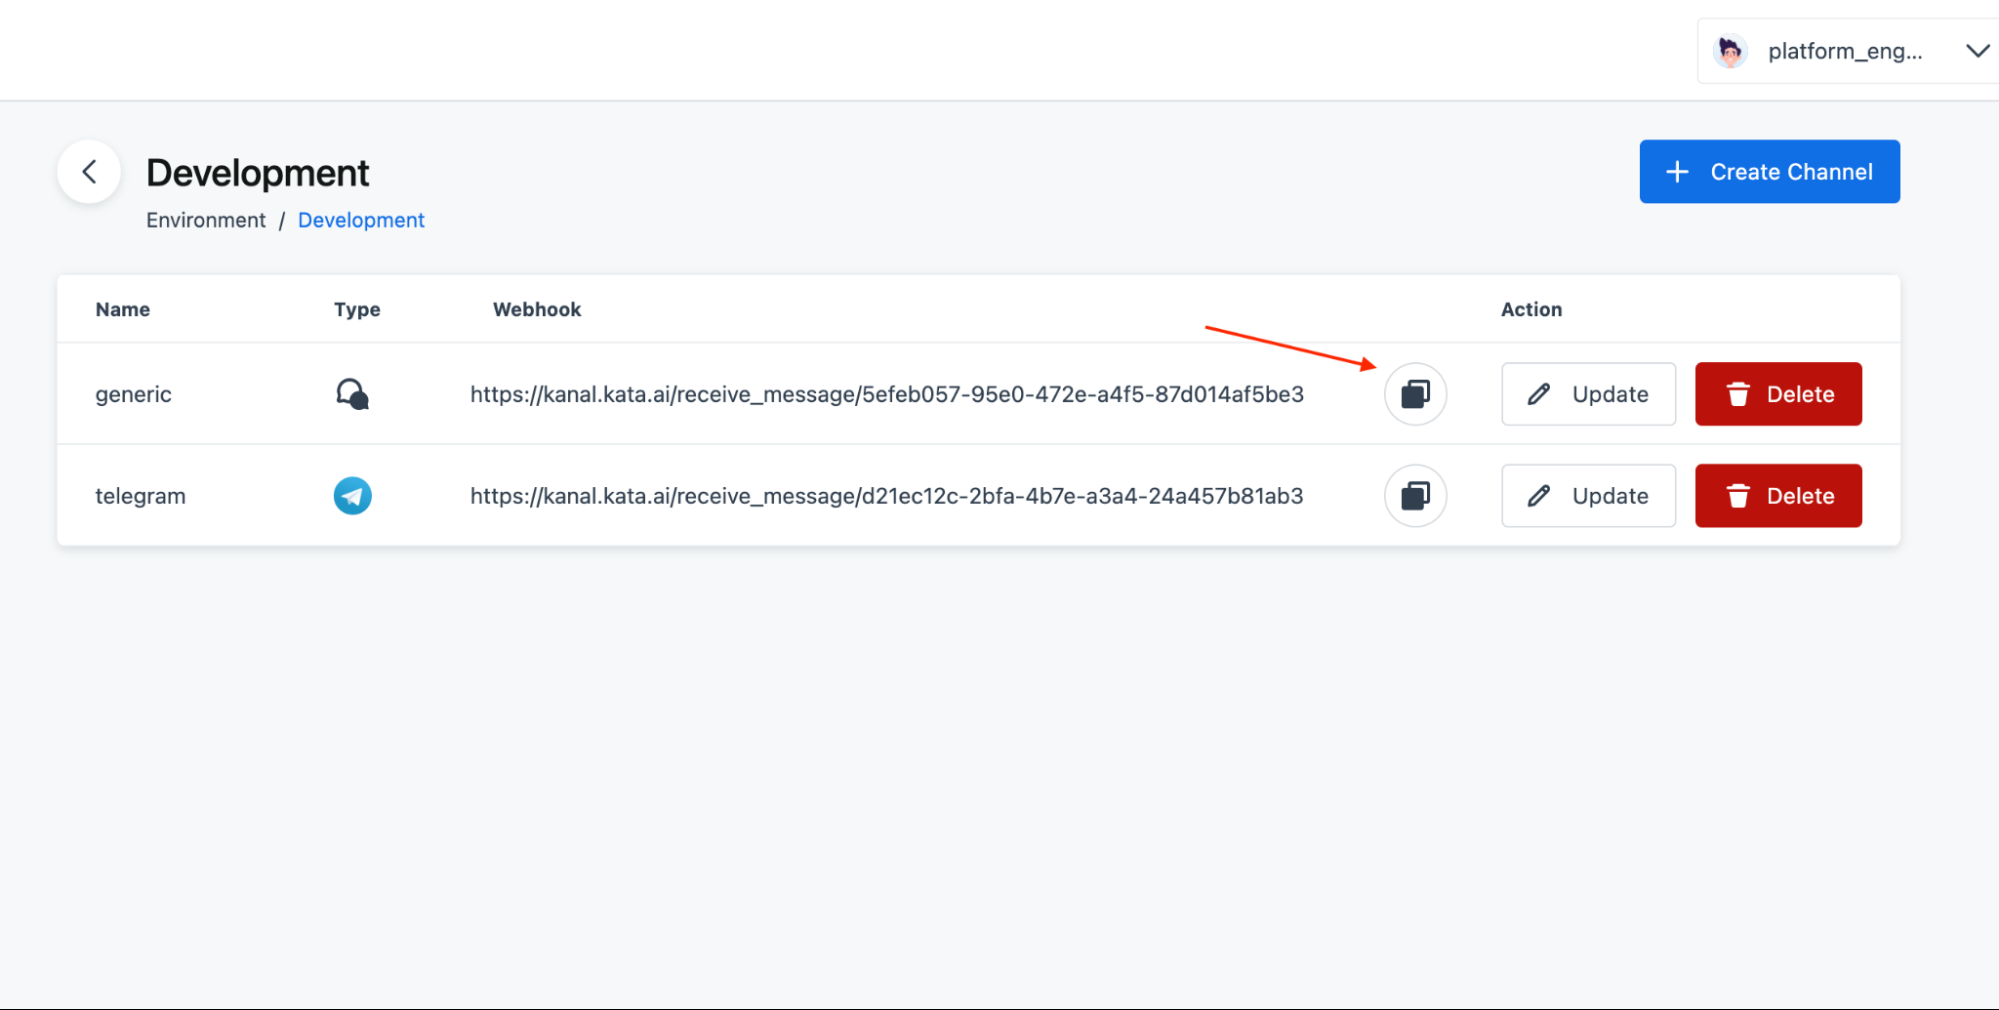 platform_eng...
Development
Create Channel
Environment / Development
Name Type Webhook Action
generic https://kanal.kata.ai/receive_message/5efeb057-95e0-472e-a4f5-87d014af5be3 Update Delete
telegram https://kanal.kata.ai/receive_message/d21ec12c-2bfa-4b7e-a3a4-24a457b81ab3 Update Delete